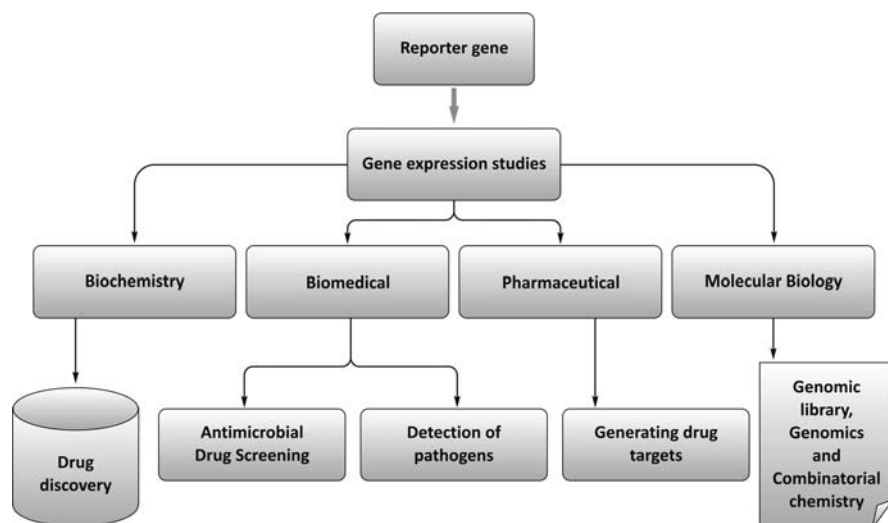 Reporter gene
Gene expression studies
Biochemistry
Biomedical
Pharmaceutical
Molecular Biology
Drug
discovery
Antimicrobial
Drug Screening
Detection of
pathogens
Generating drug
targets
Genomic
library,
Genomics
and
Combinatorial
chemistry